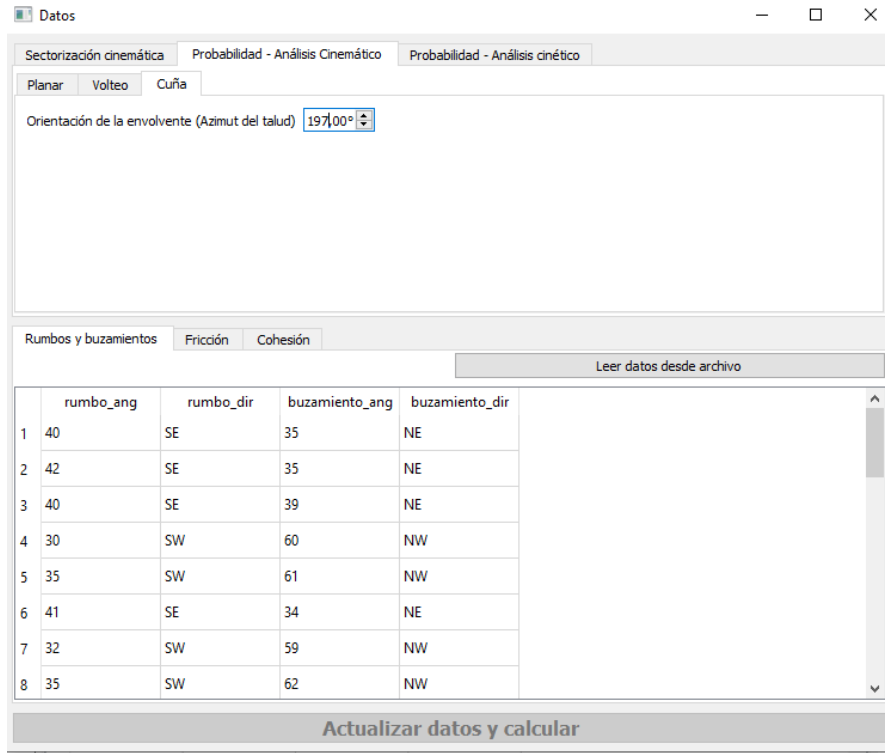 Datos
Sectorización cinemática Probabilidad - Análisis Cinemático Probabilidad - Análisis cinético
Planar Volteo Cuña
Orientación de la envolvente (Azimut del talud) 197,00°
Rumbos y buzamientos Fricción Cohesión
Leer datos desde archivo
rumbo_ang rumbo_dir buzamiento_ang buzamiento_dir
1 40 SE 35 NE
2 42 SE 35 NE
3 40 SE 39 NE
4 30 SW 60 NW
5 35 SW 61 NW
6 41 SE 34 NE
7 32 SW 59 NW
8 35 SW 62 NW
Actualizar datos y calcular